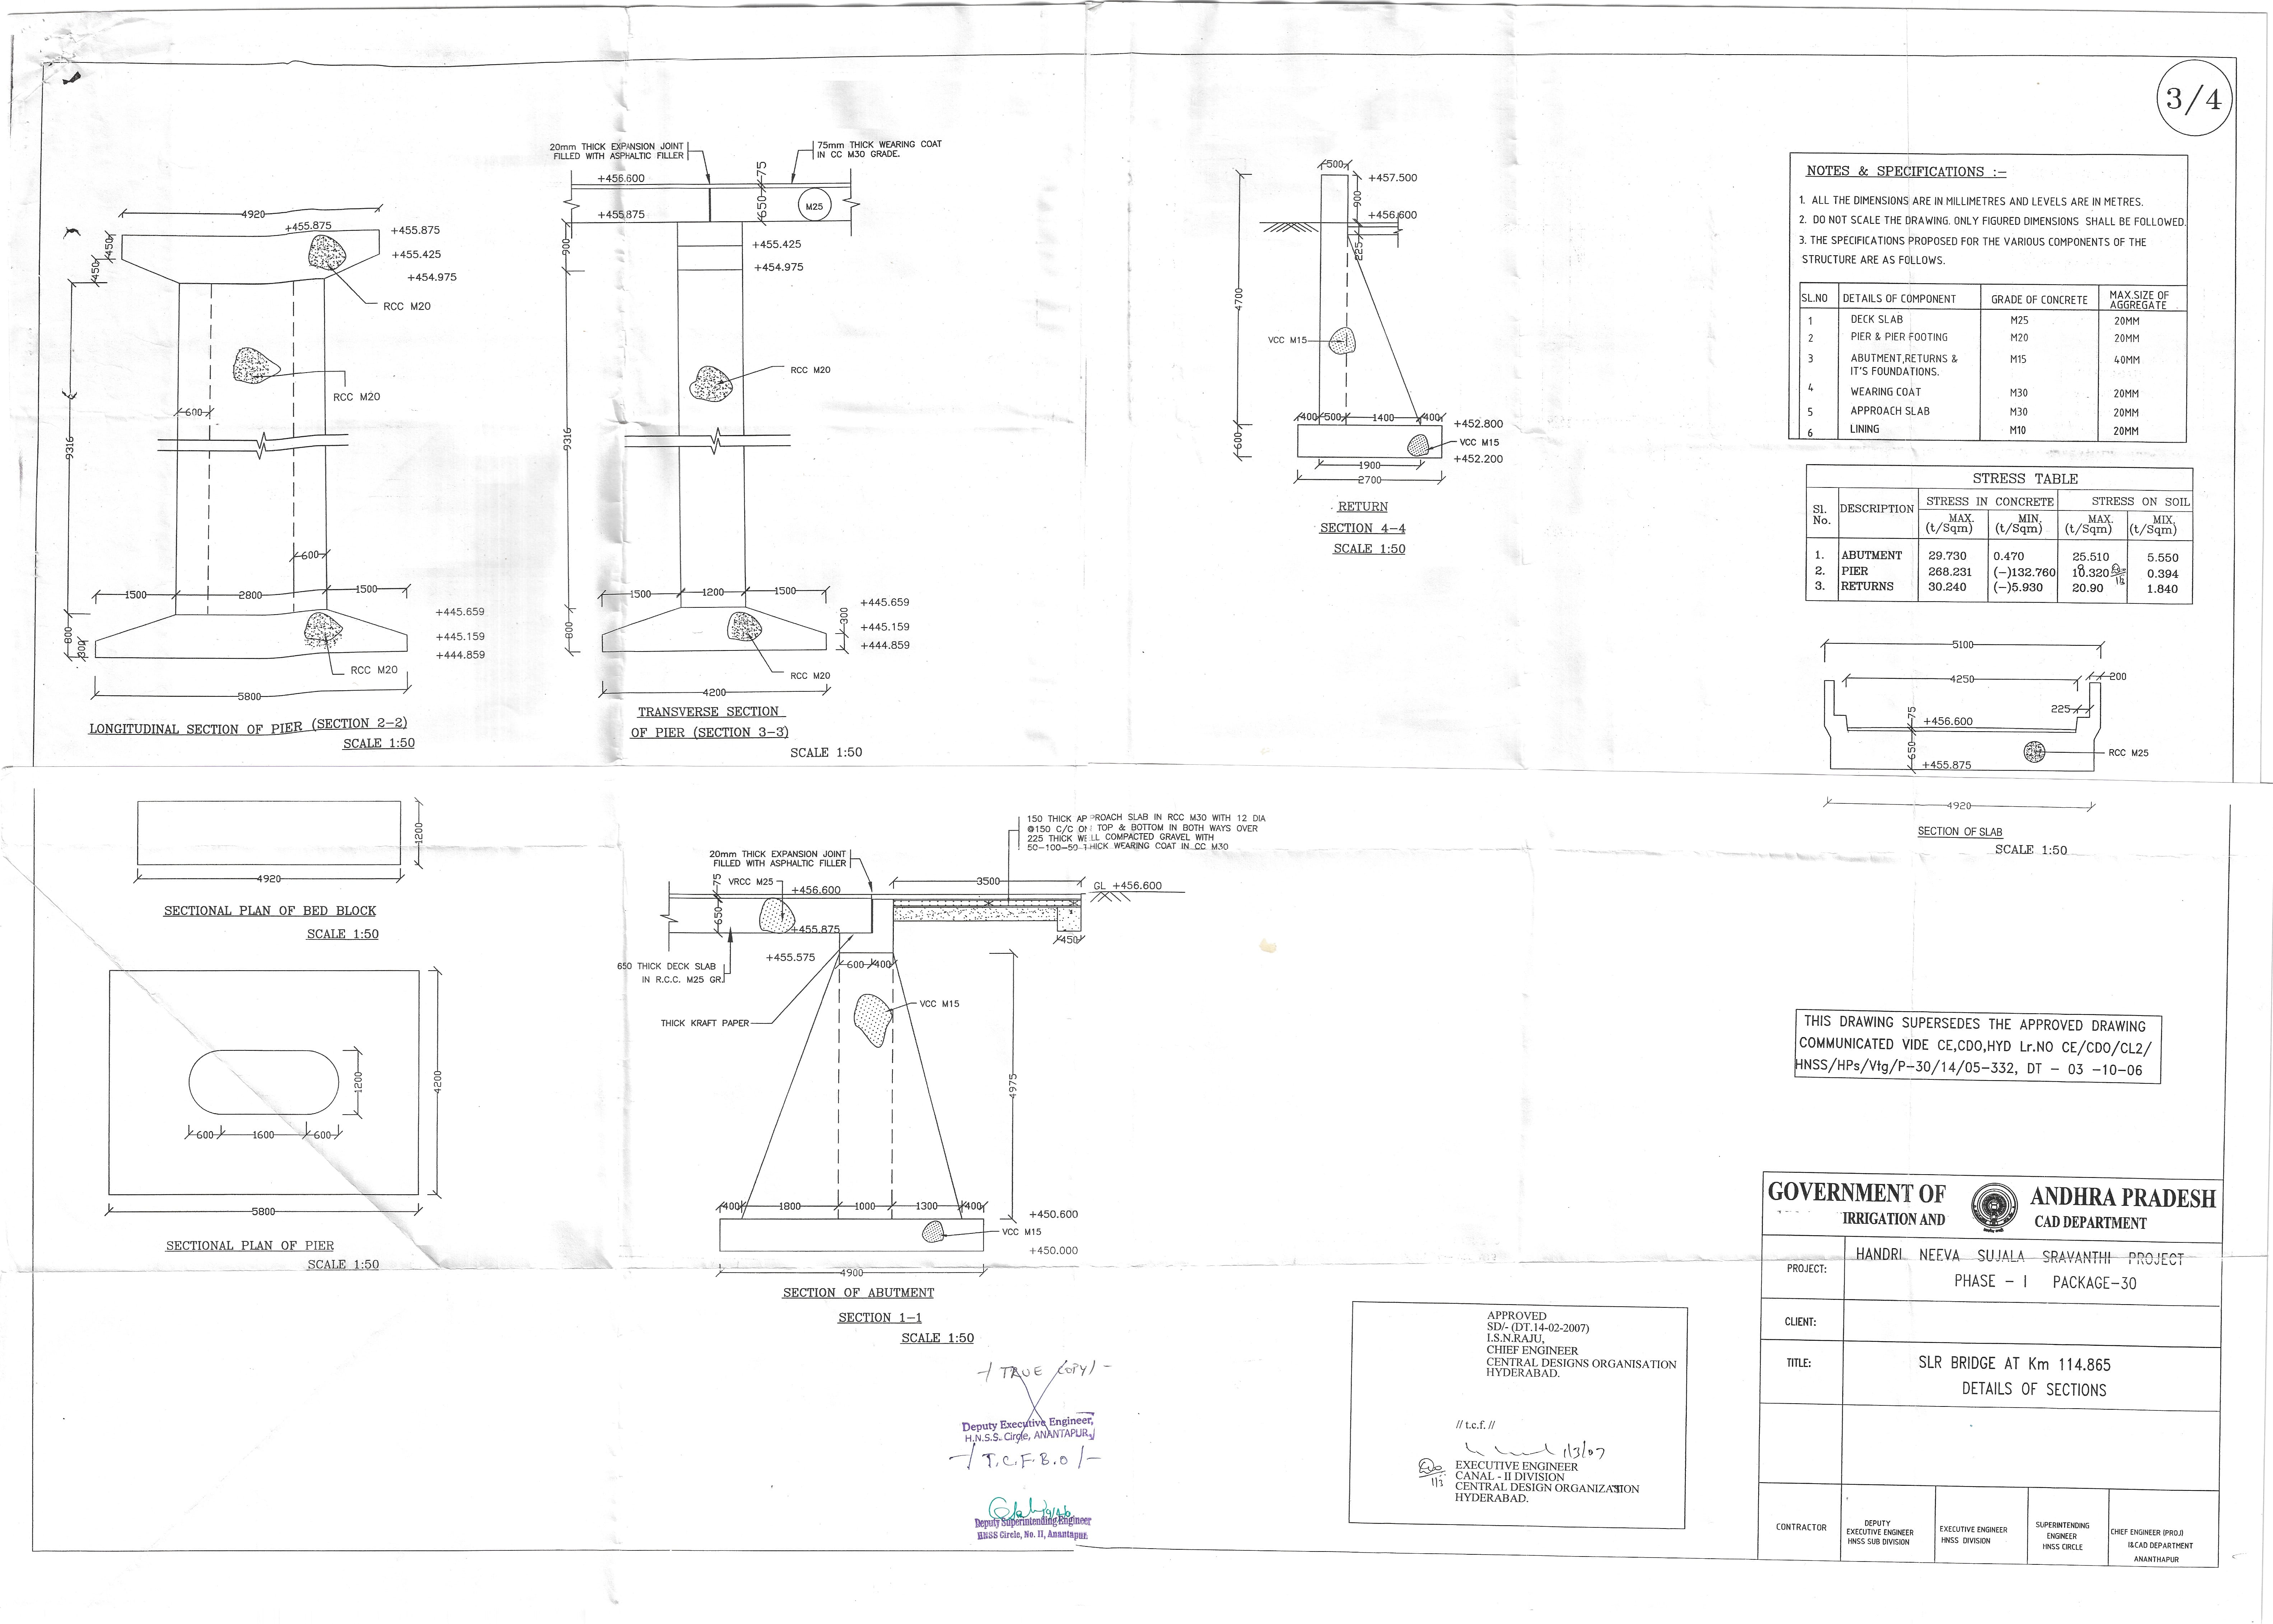 3/4
4920
+455.875
+455.875
450
+455.425
450
+454.975
RCC M20
RCC M20
600
9316
600
1500
2800
1500
+445.659
800
300
+445.159
+444.859
RCC M20
5800
LONGITUDINAL SECTION OF PIER (SECTION 2-2)
SCALE 1:50
20mm THICK EXPANSION JOINT
FILLED WITH ASPHALTIC FILLER
75mm THICK WEARING COAT
IN CC M30 GRADE.
75
+456.600
650
M25
+455.875
900
+455.425
+454.975
RCC M20
9316
1500
1200
1500
+445.659
800
300
+445.159
+444.859
RCC M20
4200
TRANSVERSE SECTION
OF PIER (SECTION 3-3)
SCALE 1:50
500
+457.500
900
+456.600
225
4700
VCC M15
400
500
1400
400
+452.800
600
VCC M15
+452.200
1900
2700
RETURN
SECTION 4-4
SCALE 1:50
NOTES & SPECIFICATIONS :-
1. ALL THE DIMENSIONS ARE IN MILLIMETRES AND LEVELS ARE IN METRES.
2. DO NOT SCALE THE DRAWING. ONLY FIGURED DIMENSIONS SHALL BE FOLLOWED.
3. THE SPECIFICATIONS PROPOSED FOR THE VARIOUS COMPONENTS OF THE
STRUCTURE ARE AS FOLLOWS.
SL.NO DETAILS OF COMPONENT GRADE OF CONCRETE MAX.SIZE OF
AGGREGATE
1 DECK SLAB M25 20MM
2 PIER & PIER FOOTING M20 20MM
3 ABUTMENT,RETURNS & M15 40MM
IT'S FOUNDATIONS.
4 WEARING COAT M30 20MM
5 APPROACH SLAB M30 20MM
6 LINING M10 20MM
STRESS TABLE
Sl. No. DESCRIPTION STRESS IN CONCRETE STRESS ON SOIL
MAX. MIN. MAX. MIX.
(t/Sqm) (t/Sqm) (t/Sqm) (t/Sqm)
1. ABUTMENT 29.730 0.470 25.510 5.550
2. PIER 268.231 (-)132.760 0.394
3. RETURNS 30.240 (-)5.930 20.90 1.840
5100
4250
200
225
75
+456.600
650
RCC M25
+455.875
4920
SECTION OF SLAB
SCALE 1:50
1200
4920
SECTIONAL PLAN OF BED BLOCK
SCALE 1:50
1200
4200
600
1600
600
5800
SECTIONAL PLAN OF PIER
SCALE 1:50
150 THICK APPROACH SLAB IN RCC M30 WITH 12 DIA
@150 C/C ON TOP & BOTTOM IN BOTH WAYS OVER
225 THICK WELL COMPACTED GRAVEL WITH
50-100-50 THICK WEARING COAT IN CC M30
20mm THICK EXPANSION JOINT
FILLED WITH ASPHALTIC FILLER
75
VRCC M25
+456.600
3500
GL +456.600
650
+455.875
450
+455.575
650 THICK DECK SLAB
IN R.C.C. M25 GR.
600
400
VCC M15
THICK KRAFT PAPER
4975
400
1800
1000
1300
400
+450.600
VCC M15
+450.000
4900
SECTION OF ABUTMENT
SECTION 1-1
SCALE 1:50
THIS DRAWING SUPERSEDES THE APPROVED DRAWING
COMMUNICATED VIDE CE,CDO,HYD Lr.NO CE/CDO/CL2/
HNSS/HPs/Vtg/P-30/14/05-332, DT - 03 -10-06
-/ TRUE COPY/-
Deputy Executive Engineer,
H.N.S.S. Circle, ANANTAPUR.
-/ T.C.F.B.O /-
Deputy Superintending Engineer
HNSS Circle, No. II, Anantapur.
APPROVED
SD/- (DT.14-02-2007)
I.S.N.RAJU,
CHIEF ENGINEER
CENTRAL DESIGNS ORGANISATION
HYDERABAD.
// t.c.f. //
1/3/07
1/3
EXECUTIVE ENGINEER
CANAL - II DIVISION
CENTRAL DESIGN ORGANIZATION
HYDERABAD.
GOVERNMENT OF ANDHRA PRADESH
IRRIGATION AND CAD DEPARTMENT
PROJECT: HANDRI NEEVA SUJALA SRAVANTHI PROJECT
PHASE - I PACKAGE-30
CLIENT:
TITLE: SLR BRIDGE AT Km 114.865
DETAILS OF SECTIONS
CONTRACTOR
DEPUTY
EXECUTIVE ENGINEER
HNSS SUB DIVISION
EXECUTIVE ENGINEER
HNSS DIVISION
SUPERINTENDING
ENGINEER
HNSS CIRCLE
CHIEF ENGINEER (PROJ)
I&CAD DEPARTMENT
ANANTHAPUR